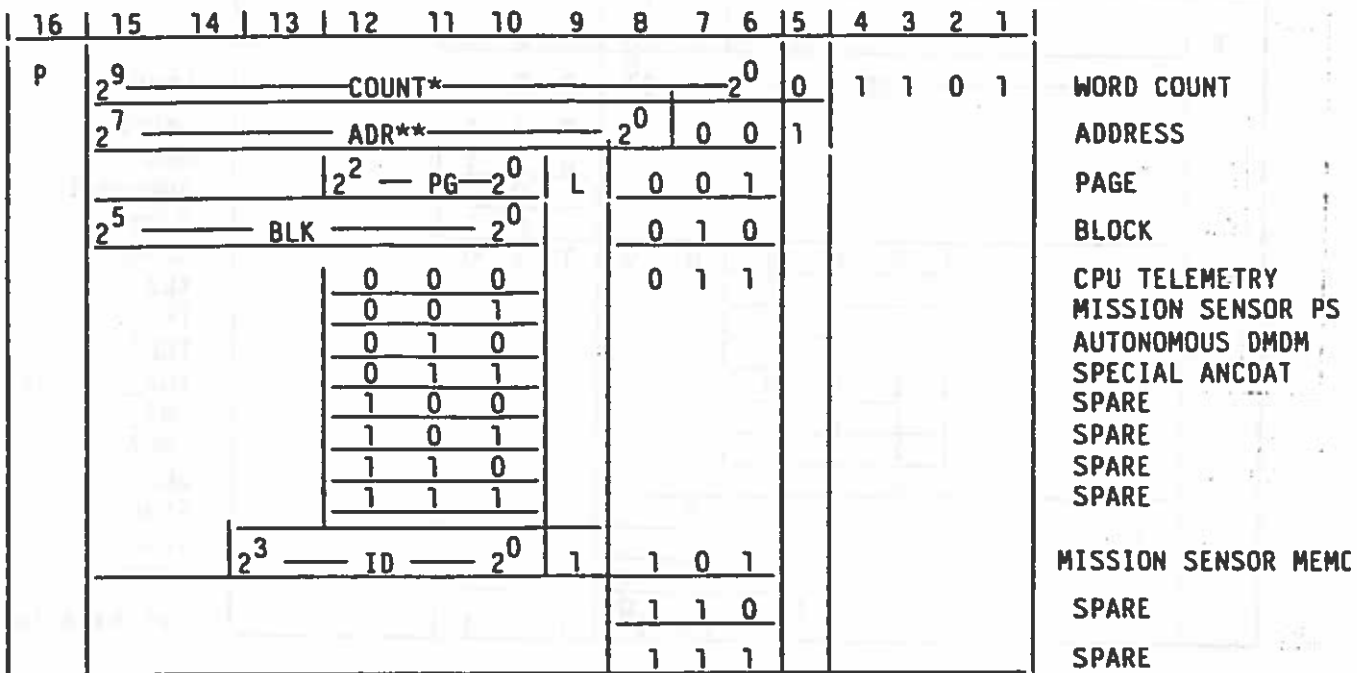 16 15 14 13 12 11 10 9 8 7 6 5 4 3 2 1
P 2^9 COUNT* 2^0 0 1 1 0 1 WORD COUNT
2^7 ADR** 2^0 0 0 1 ADDRESS
2^2 — PG — 2^0 L 0 0 1 PAGE
2^5 BLK 2^0 0 1 0 BLOCK
0 0 0 0 1 1 CPU TELEMETRY
0 0 1 MISSION SENSOR PS
0 1 0 AUTONOMOUS DMDM
0 1 1 SPECIAL ANCDAT
1 0 0 SPARE
1 0 1 SPARE
1 1 0 SPARE
1 1 1 SPARE
2^3 — ID — 2^0 1 1 0 1 MISSION SENSOR MEMC
1 1 0 SPARE
1 1 1 SPARE